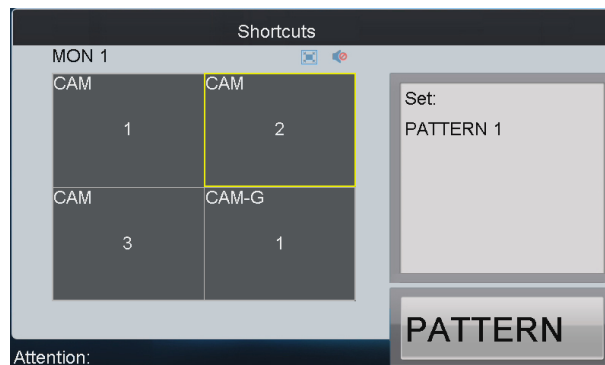 Shortcuts
MON 1
CAM
1
CAM
2
CAM
3
CAM-G
1
Set:
PATTERN 1
PATTERN
Attention: